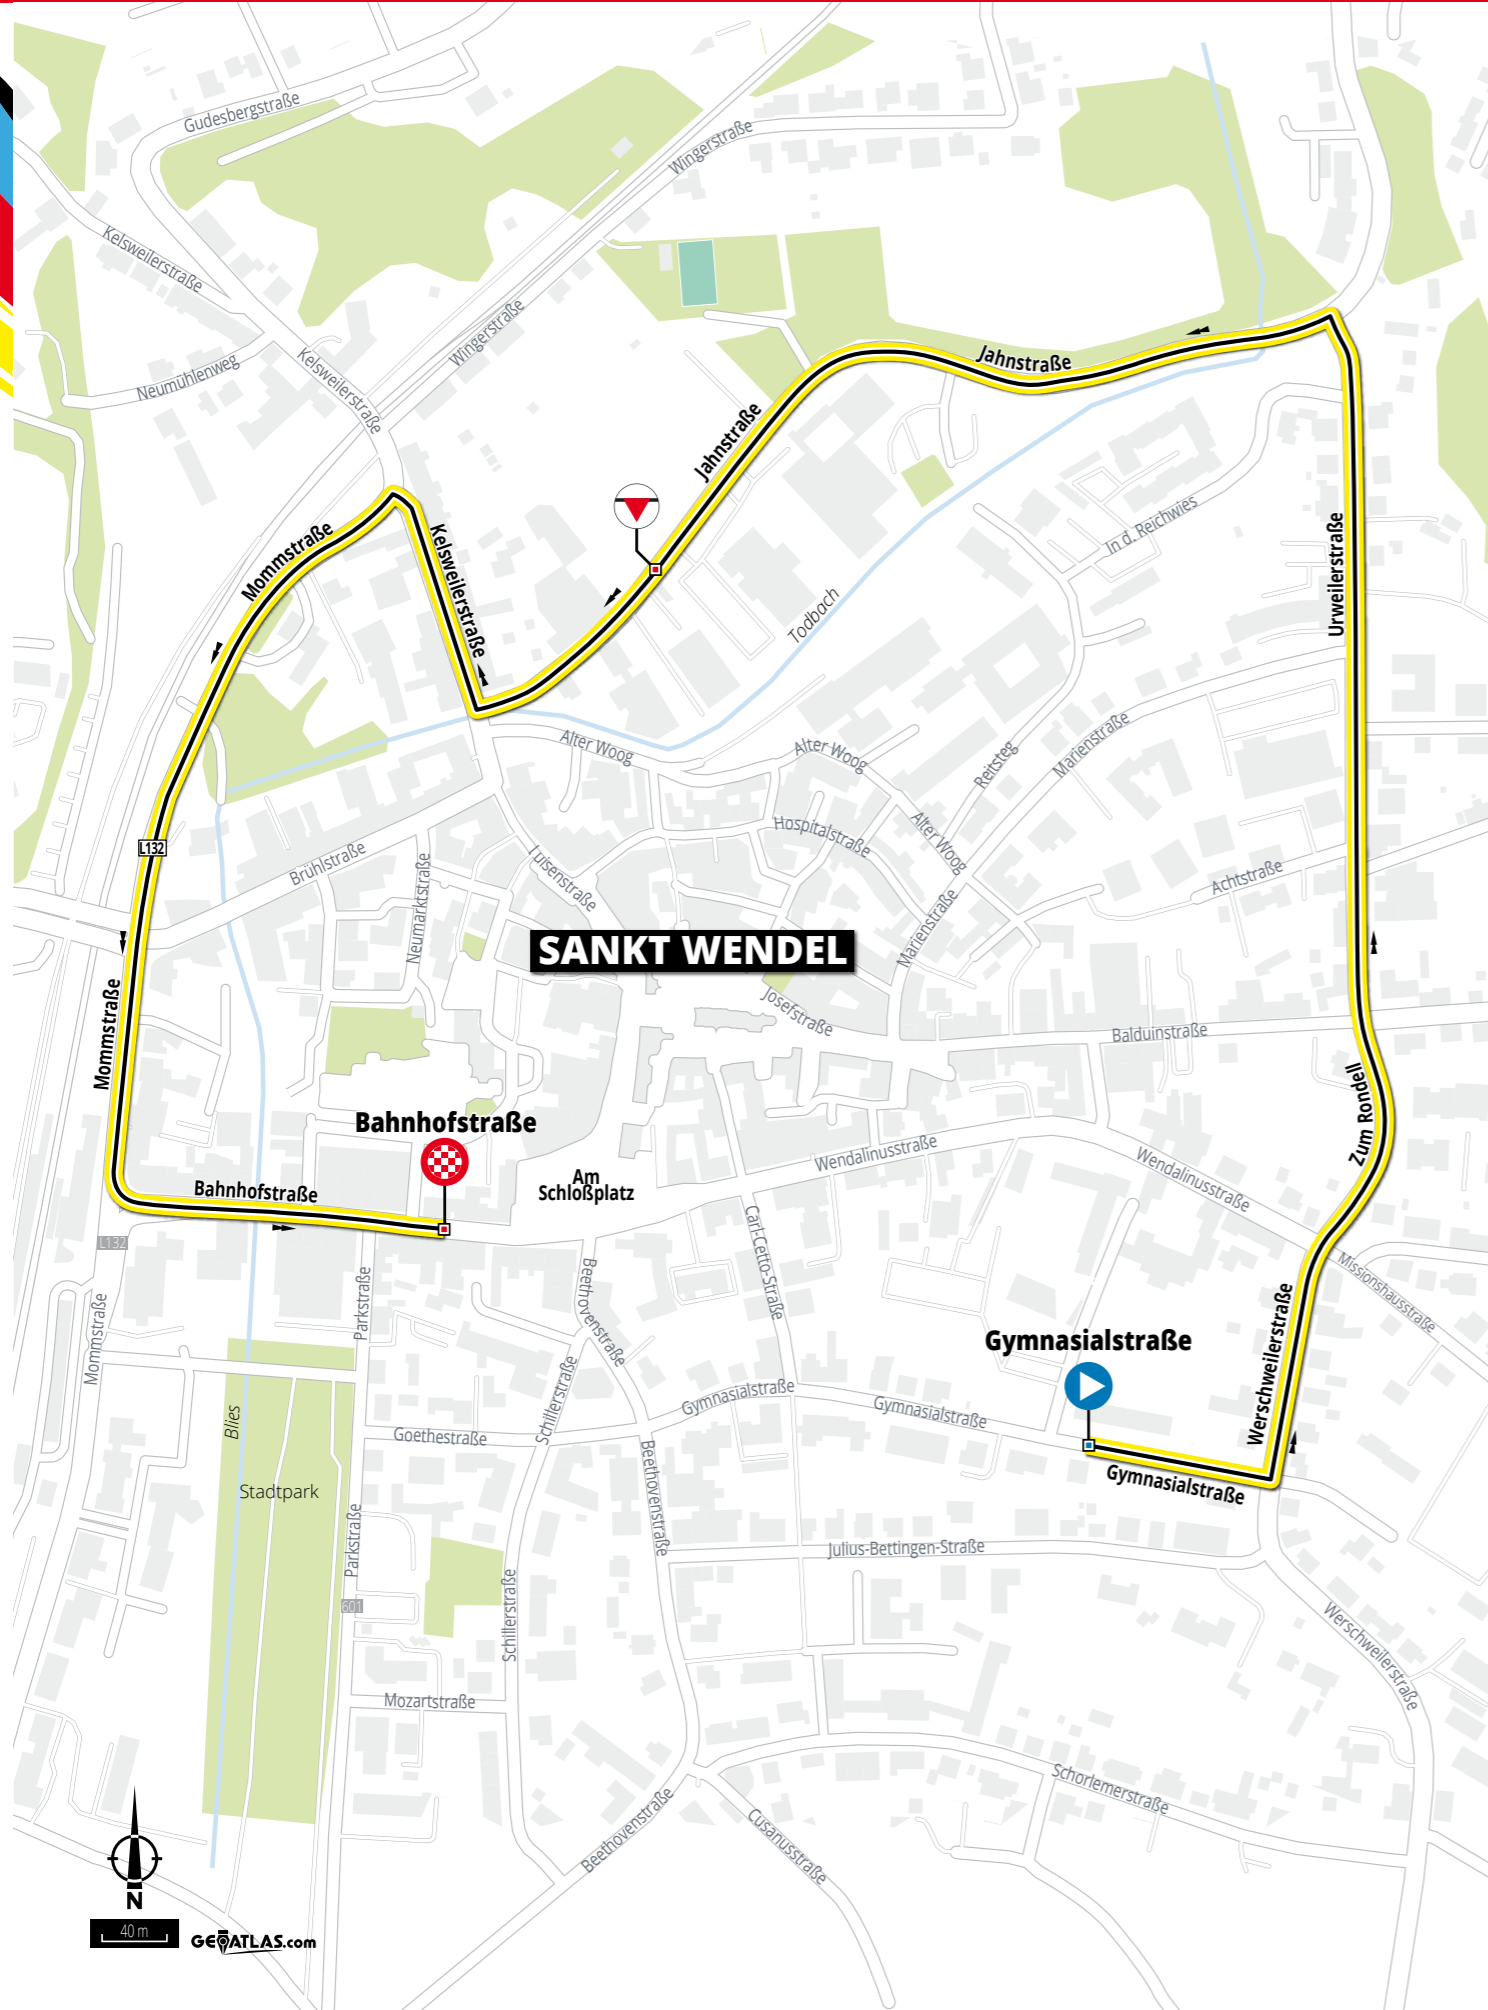 Gudesbergstraße
Wingerstraße
Kelsweilerstraße
Wingerstraße
Neumühlenweg
Kelsweilerstraße
Jahnstraße
Jahnstraße
Mommstraße
Kelsweilerstraße
In d. Reichwies
Urweilerstraße
Todbach
Alter Woog
Alter Woog
Reitsteg
Marienstraße
L132
Brühlstraße
Neumarktstraße
Luisenstraße
Hospitalstraße
Alter Woog
Achtstraße
Marienstraße
SANKT WENDEL
Josefstraße
Balduinstraße
Mommstraße
Zum Rondell
Bahnhofstraße
Wendalinusstraße
Wendalinusstraße
Am
Schloßplatz
Bahnhofstraße
L132
Carl-Cetto-Straße
Missionshausstraße
Beethovenstraße
Parkstraße
Mommstraße
Werschweilerstraße
Gymnasialstraße
Schillerstraße
Gymnasialstraße
Gymnasialstraße
Blies
Goethestraße
Beethovenstraße
Gymnasialstraße
Stadtpark
Parkstraße
Julius-Bettingen-Straße
601
Schillerstraße
Werschweilerstraße
Mozartstraße
Schorlemerstraße
Beethovenstraße
Cusanusstraße
N
40 m
GEOATLAS.com